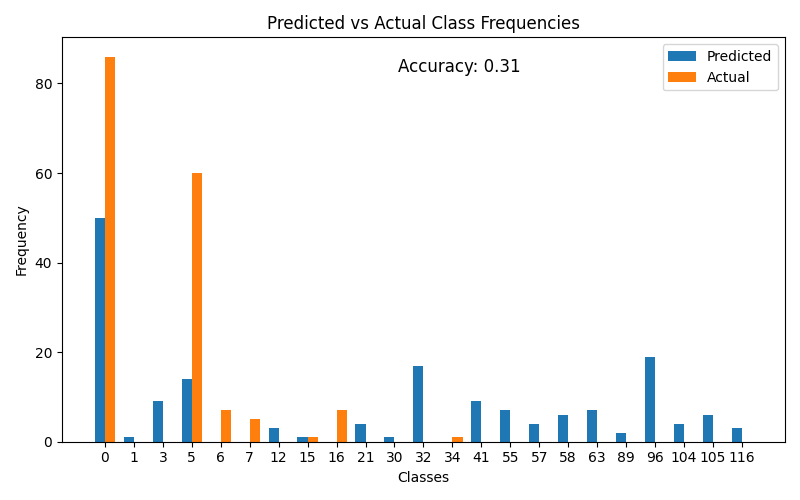 Predicted vs Actual Class Frequencies
Accuracy: 0.31
Predicted
Actual
Frequency
80
60
40
20
0
0 1 3 5 6 7 12 15 16 21 30 32 34 41 55 57 58 63 89 96 104 105 116
Classes